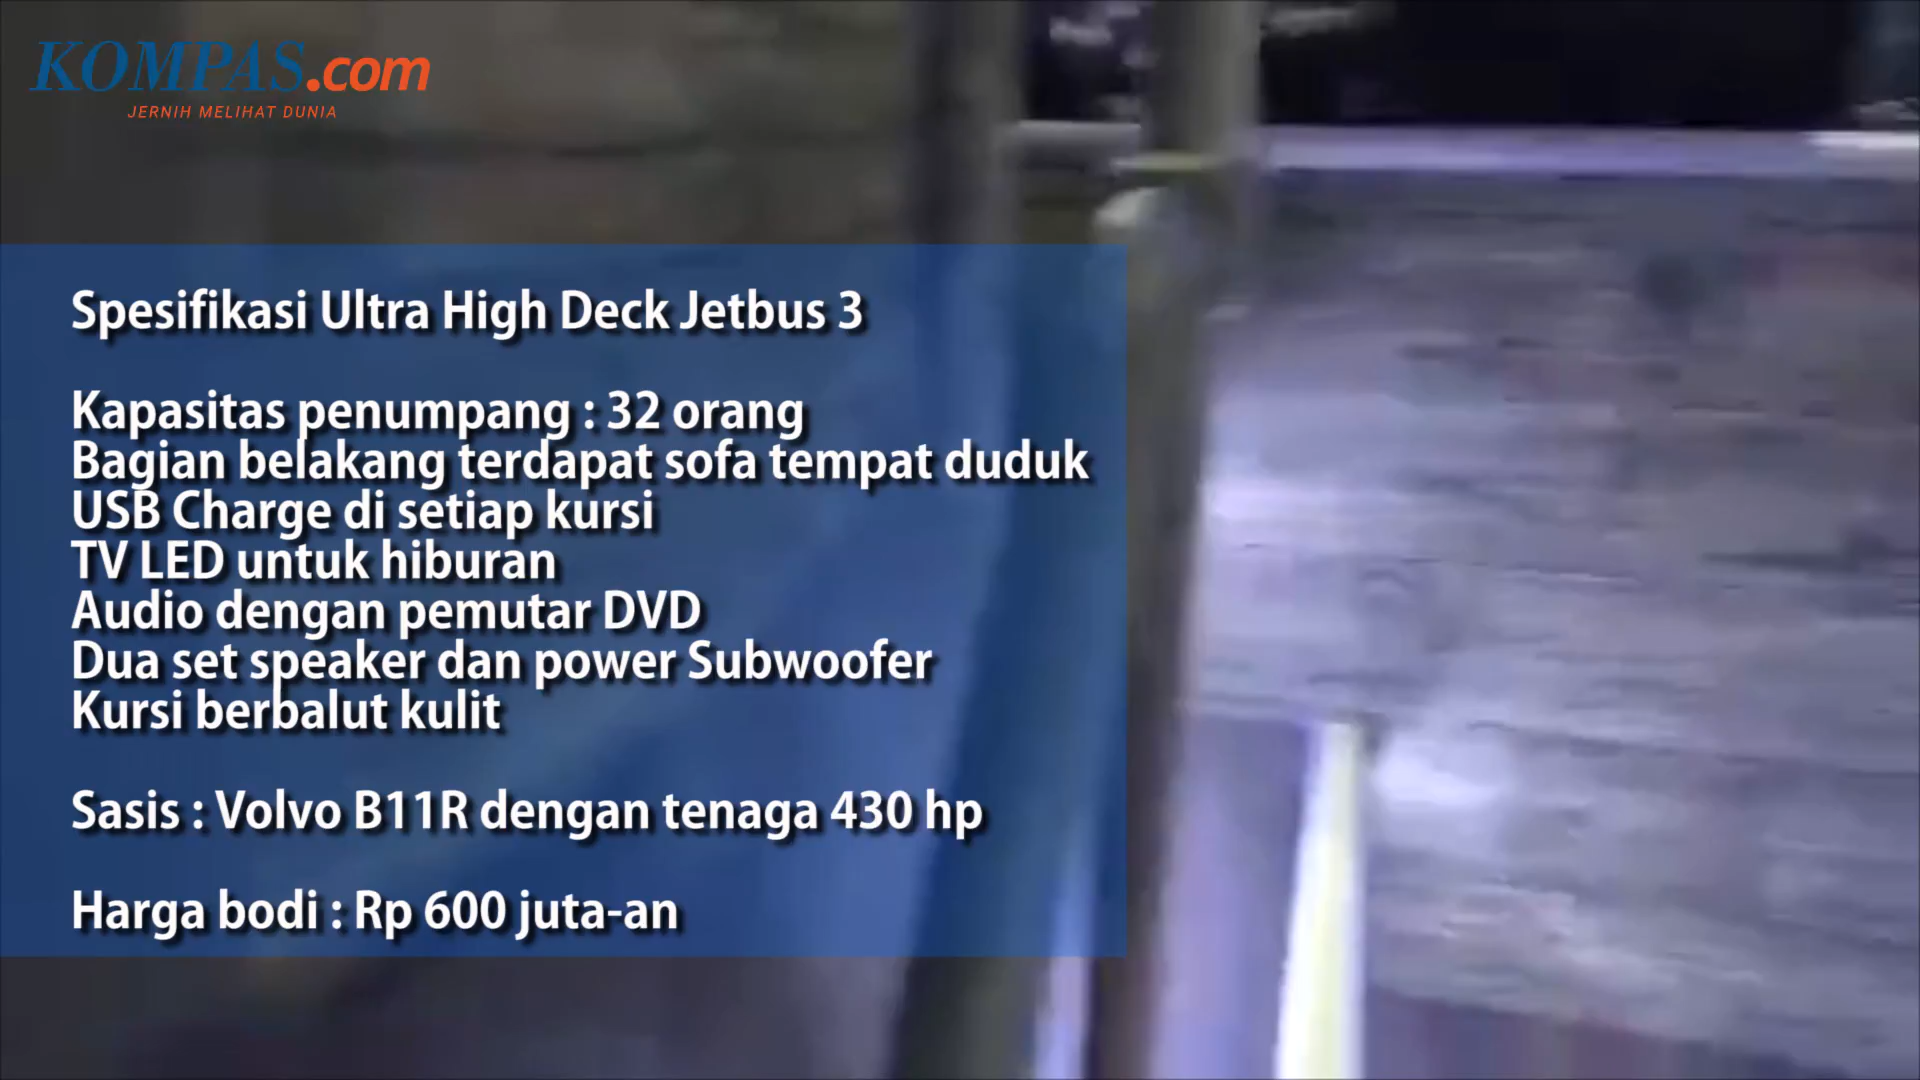 KOMPAS.com
JERNIH MELIHAT DUNIA
Spesifikasi Ultra High Deck Jetbus 3
Kapasitas penumpang : 32 orang
Bagian belakang terdapat sofa tempat duduk
USB Charge di setiap kursi
TV LED untuk hiburan
Audio dengan pemutar DVD
Dua set speaker dan power Subwoofer
Kursi berbalut kulit
Sasis : Volvo B11R dengan tenaga 430 hp
Harga bodi : Rp 600 juta-an